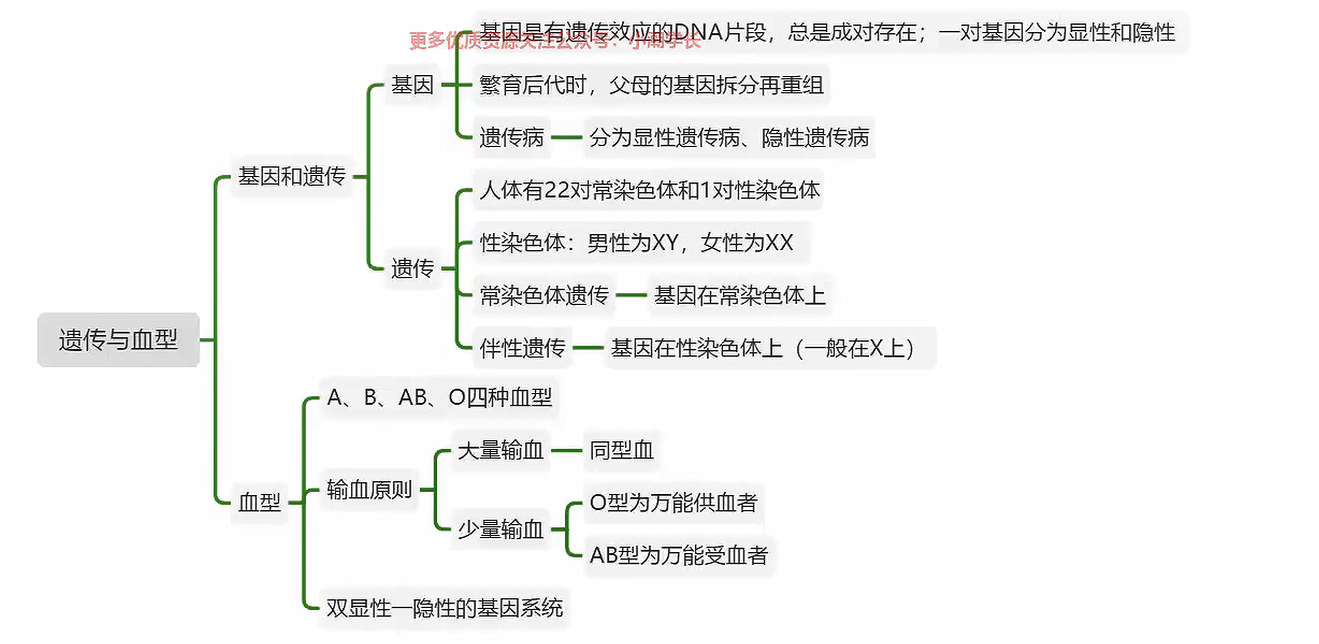 更多优质资源关注公众号：小阁学长
基因是有遗传效应的DNA片段，总是成对存在；一对基因分为显性和隐性
基因
繁育后代时，父母的基因拆分再重组
遗传病
分为显性遗传病、隐性遗传病
基因和遗传
人体有22对常染色体和1对性染色体
性染色体：男性为XY，女性为XX
遗传
常染色体遗传
基因在常染色体上
伴性遗传
基因在性染色体上（一般在X上）
遗传与血型
A、B、AB、O四种血型
大量输血
同型血
输血原则
血型
O型为万能供血者
少量输血
AB型为万能受血者
双显性一隐性的基因系统